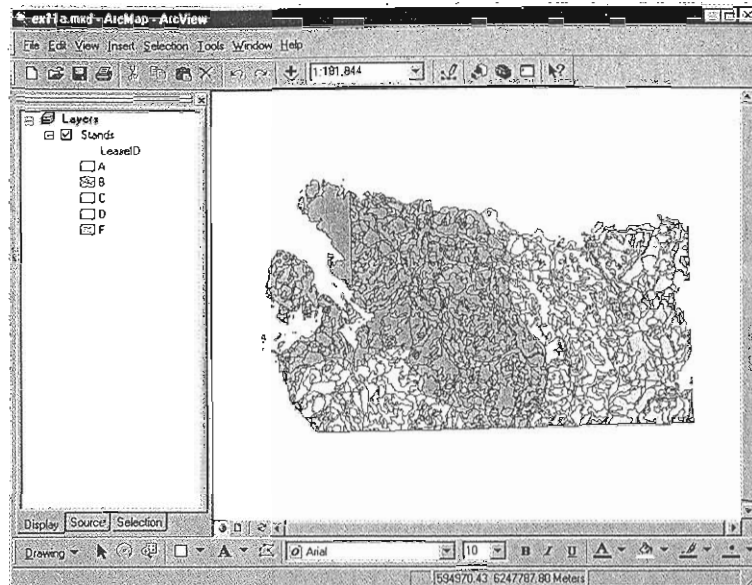 ex11a.mxd - ArcMap - ArcView
File Edit View Insert Selection Tools Window Help
1:181,844
Layers
Stands
LeaseID
A
B
C
D
F
Display Source Selection
Drawing A Arial 10 B I U A
594970.43 6247787.80 Meters